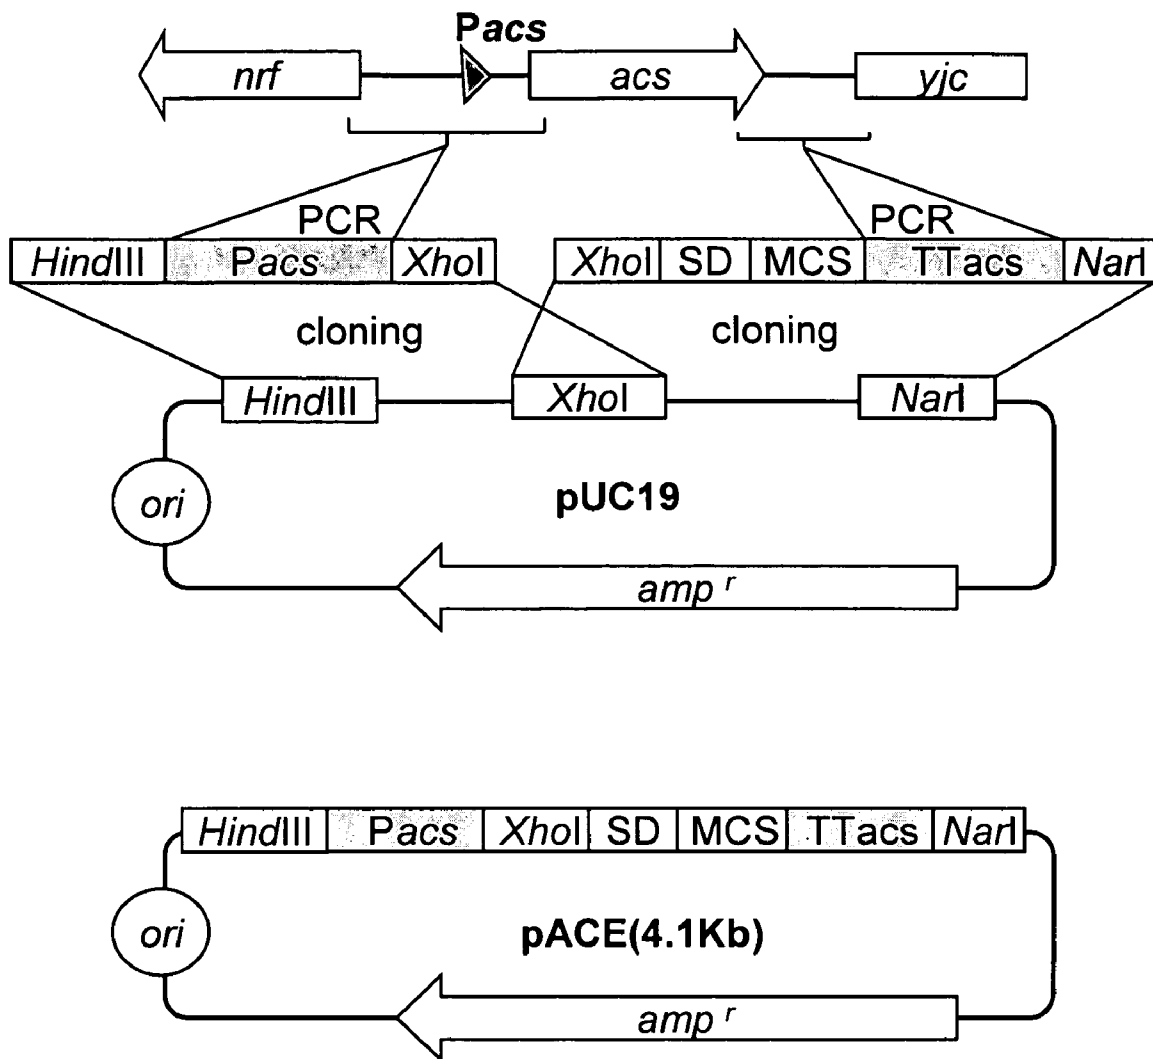 Pacs
nrf
acs
yjc
PCR
PCR
HindIII
Pacs
XhoI
XhoI
SD
MCS
TTacs
NarI
cloning
cloning
HindIII
XhoI
NarI
ori
pUC19
amp r
HindIII
Pacs
XhoI
SD
MCS
TTacs
NarI
ori
pACE(4.1Kb)
amp r